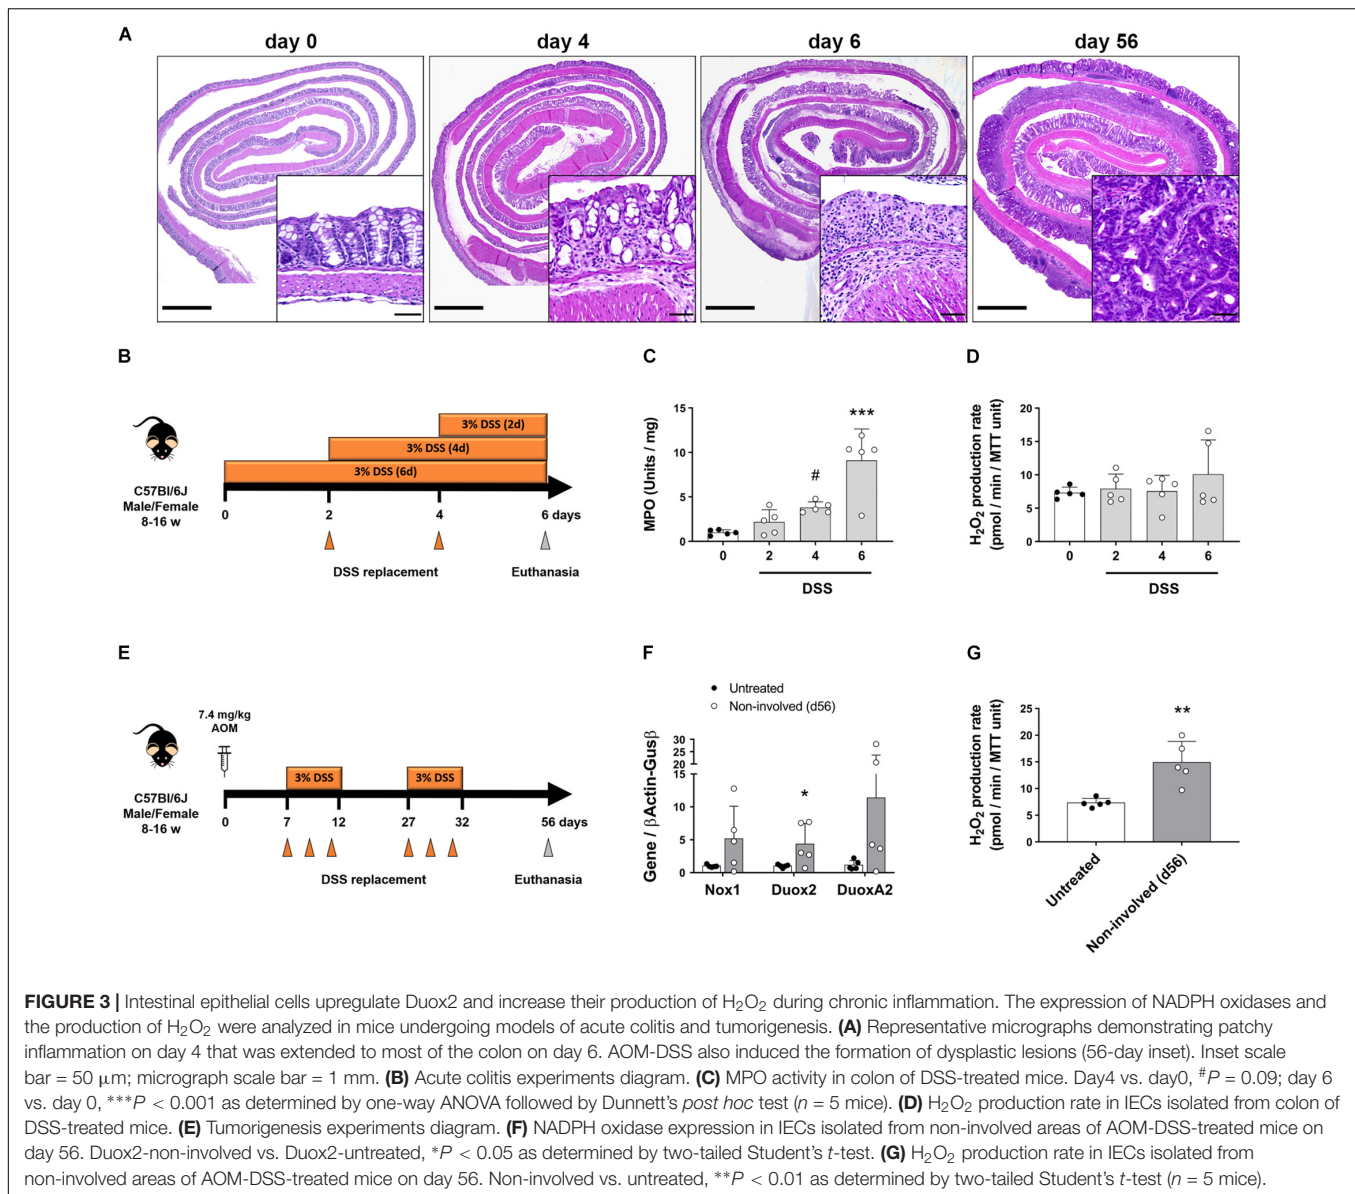 A
day 0
day 4
day 6
day 56
B
3% DSS (2d)
3% DSS (4d)
3% DSS (6d)
C57Bl/6J
Male/Female
8-16 w
0
2
4
6 days
DSS replacement
Euthanasia
C
MPO (Units / mg)
15
10
5
0
#
***
0
2
4
6
DSS
D
H₂O₂ production rate
(pmol / min / MTT unit)
20
15
10
5
0
0
2
4
6
DSS
E
7.4 mg/kg
AOM
3% DSS
3% DSS
C57Bl/6J
Male/Female
8-16 w
0
7
12
27
32
56 days
DSS replacement
Euthanasia
F
Untreated
Non-involved (d56)
Gene / βActin-Gusβ
30
25
20
15
10
5
0
*
Nox1
Duox2
DuoxA2
G
H₂O₂ production rate
(pmol / min / MTT unit)
25
20
15
10
5
0
**
Untreated
Non-involved (d56)
FIGURE 3 | Intestinal epithelial cells upregulate Duox2 and increase their production of H₂O₂ during chronic inflammation. The expression of NADPH oxidases and
the production of H₂O₂ were analyzed in mice undergoing models of acute colitis and tumorigenesis. (A) Representative micrographs demonstrating patchy
inflammation on day 4 that was extended to most of the colon on day 6. AOM-DSS also induced the formation of dysplastic lesions (56-day inset). Inset scale
bar = 50 μm; micrograph scale bar = 1 mm. (B) Acute colitis experiments diagram. (C) MPO activity in colon of DSS-treated mice. Day4 vs. day0, #P = 0.09; day 6
vs. day 0, ***P < 0.001 as determined by one-way ANOVA followed by Dunnett's post hoc test (n = 5 mice). (D) H₂O₂ production rate in IECs isolated from colon of
DSS-treated mice. (E) Tumorigenesis experiments diagram. (F) NADPH oxidase expression in IECs isolated from non-involved areas of AOM-DSS-treated mice on
day 56. Duox2-non-involved vs. Duox2-untreated, *P < 0.05 as determined by two-tailed Student's t-test. (G) H₂O₂ production rate in IECs isolated from
non-involved areas of AOM-DSS-treated mice on day 56. Non-involved vs. untreated, **P < 0.01 as determined by two-tailed Student's t-test (n = 5 mice).